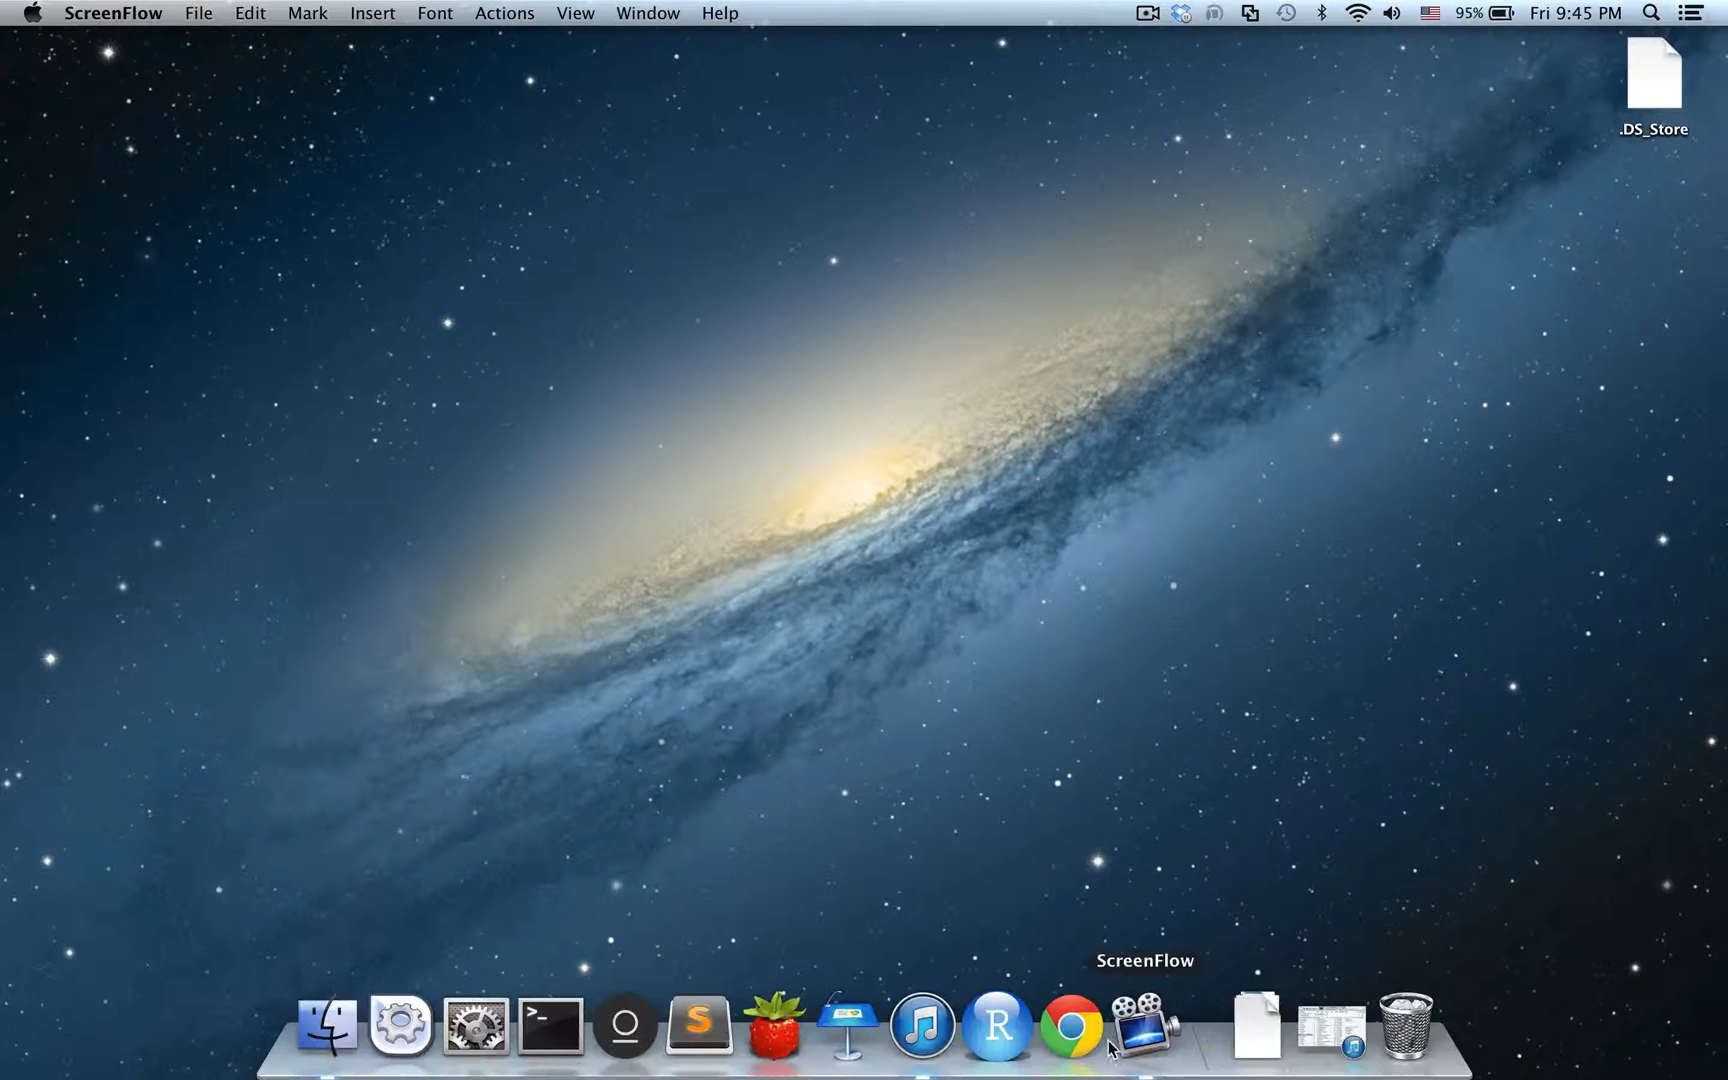 ScreenFlow File Edit Mark Insert Font Actions View Window Help 95% Fri 9:45 PM
.DS_Store
ScreenFlow
>_ S R